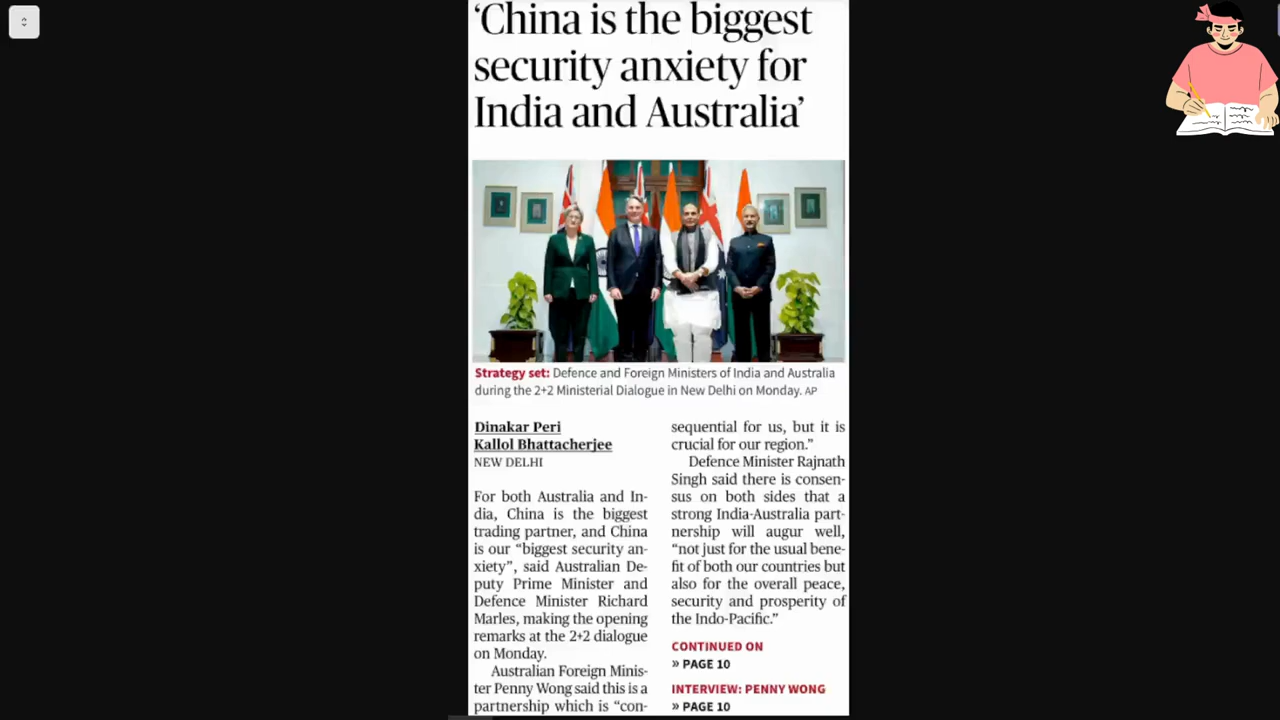 ‘China is the biggest
security anxiety for
India and Australia’
Strategy set: Defence and Foreign Ministers of India and Australia
during the 2+2 Ministerial Dialogue in New Delhi on Monday. AP
Dinakar Peri
Kallol Bhattacherjee
NEW DELHI
For both Australia and In-
dia, China is the biggest
trading partner, and China
is our “biggest security an-
xiety”, said Australian De-
puty Prime Minister and
Defence Minister Richard
Marles, making the opening
remarks at the 2+2 dialogue
on Monday.
Australian Foreign Minis-
ter Penny Wong said this is a
partnership which is “con-
sequential for us, but it is
crucial for our region.”
Defence Minister Rajnath
Singh said there is consen-
sus on both sides that a
strong India-Australia part-
nership will augur well,
“not just for the usual bene-
fit of both our countries but
also for the overall peace,
security and prosperity of
the Indo-Pacific.”
CONTINUED ON
» PAGE 10
INTERVIEW: PENNY WONG
» PAGE 10